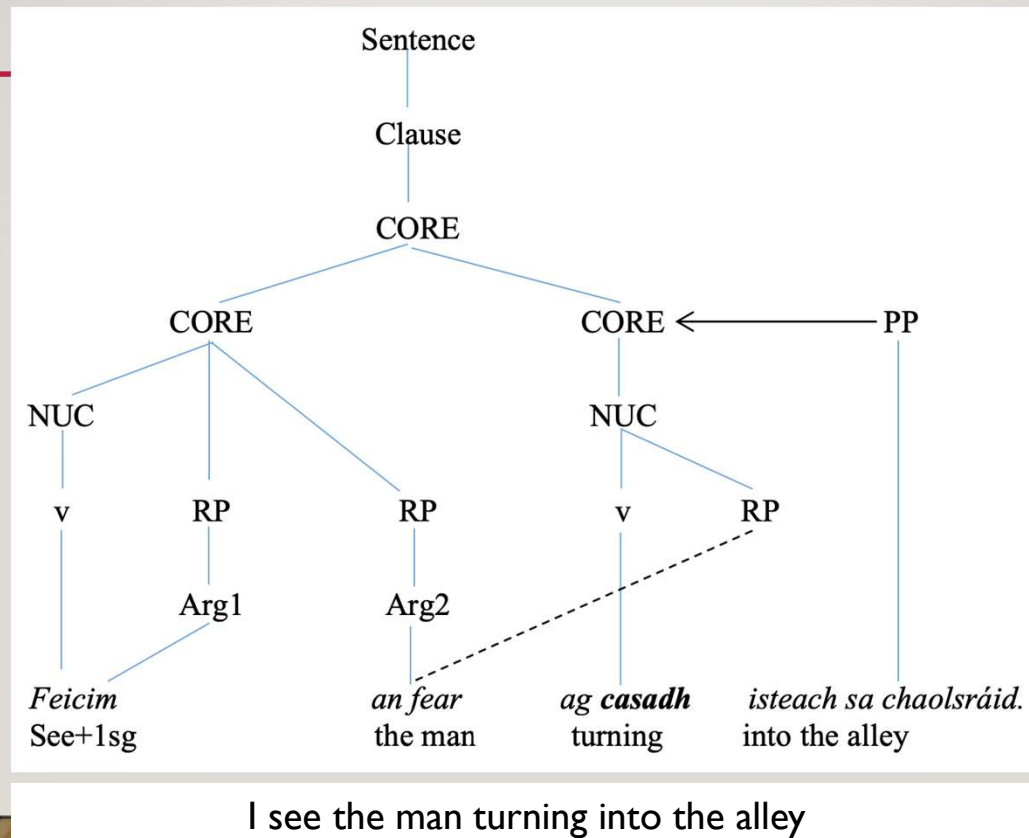 Sentence
Clause
CORE
CORE CORE PP
NUC NUC
v RP RP v RP
Arg1 Arg2
Feicim an fear ag casadh isteach sa chaolsráid.
See+1sg the man turning into the alley
I see the man turning into the alley